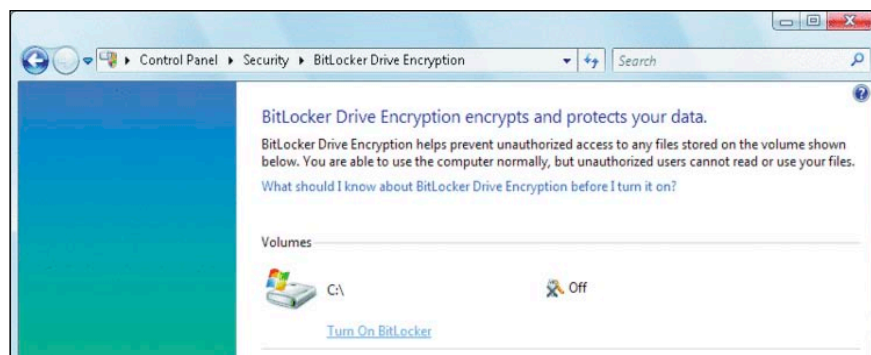 Control Panel Security BitLocker Drive Encryption Search
BitLocker Drive Encryption encrypts and protects your data.
BitLocker Drive Encryption helps prevent unauthorized access to any files stored on the volume shown
below. You are able to use the computer normally, but unauthorized users cannot read or use your files.
What should I know about BitLocker Drive Encryption before I turn it on?
Volumes
C:\ Off
Turn On BitLocker